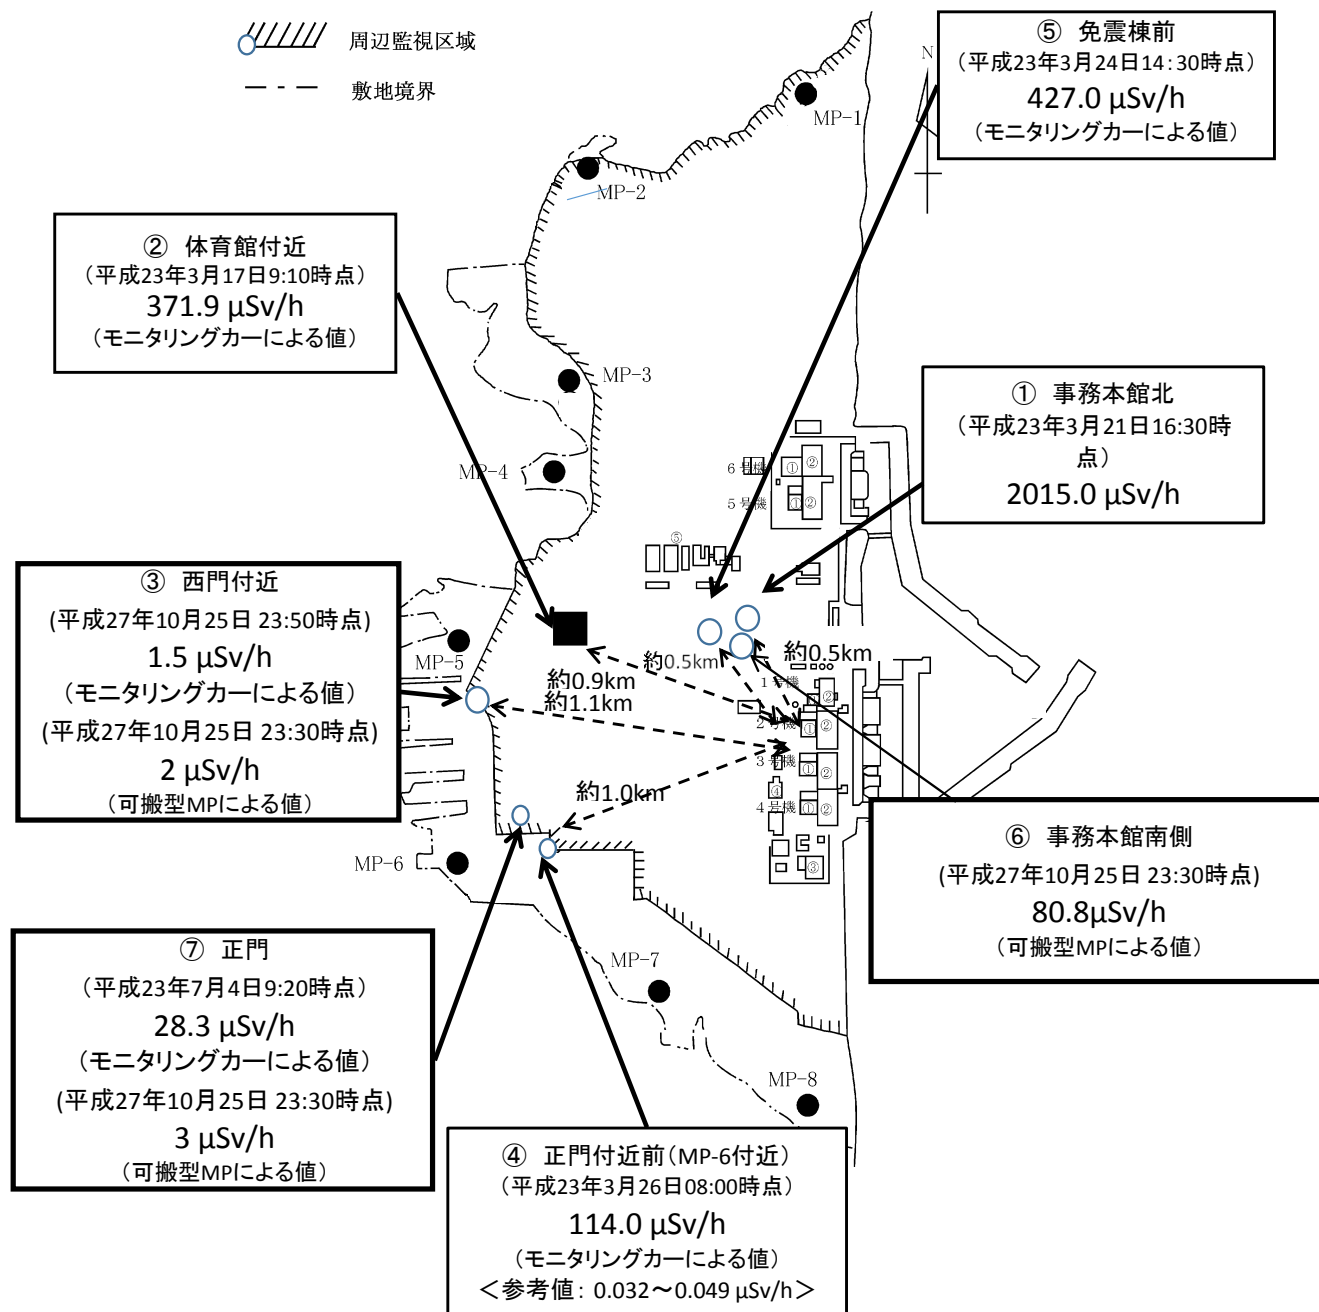 周辺監視区域
敷地境界
⑤ 免震棟前
(平成23年3月24日14:30時点)
427.0 μSv/h
(モニタリングカーによる値)
N
MP-1
MP-2
② 体育館付近
(平成23年3月17日9:10時点)
371.9 μSv/h
(モニタリングカーによる値)
MP-3
① 事務本館北
(平成23年3月21日16:30時
点)
2015.0 μSv/h
MP-4
6号機
①
②
5号機
①
②
⑤
③ 西門付近
(平成27年10月25日 23:50時点)
1.5 μSv/h
(モニタリングカーによる値)
(平成27年10月25日 23:30時点)
2 μSv/h
(可搬型MPによる値)
MP-5
約0.5km
約0.5km
約0.9km
約1.1km
1号機
②
2号機
①
②
3号機
①
②
約1.0km
④
4号機
①
②
③
MP-6
⑥ 事務本館南側
(平成27年10月25日 23:30時点)
80.8μSv/h
(可搬型MPによる値)
⑦ 正門
(平成23年7月4日9:20時点)
28.3 μSv/h
(モニタリングカーによる値)
(平成27年10月25日 23:30時点)
3 μSv/h
(可搬型MPによる値)
MP-7
MP-8
④ 正門付近前(MP-6付近)
(平成23年3月26日08:00時点)
114.0 μSv/h
(モニタリングカーによる値)
<参考値: 0.032~0.049 μSv/h>